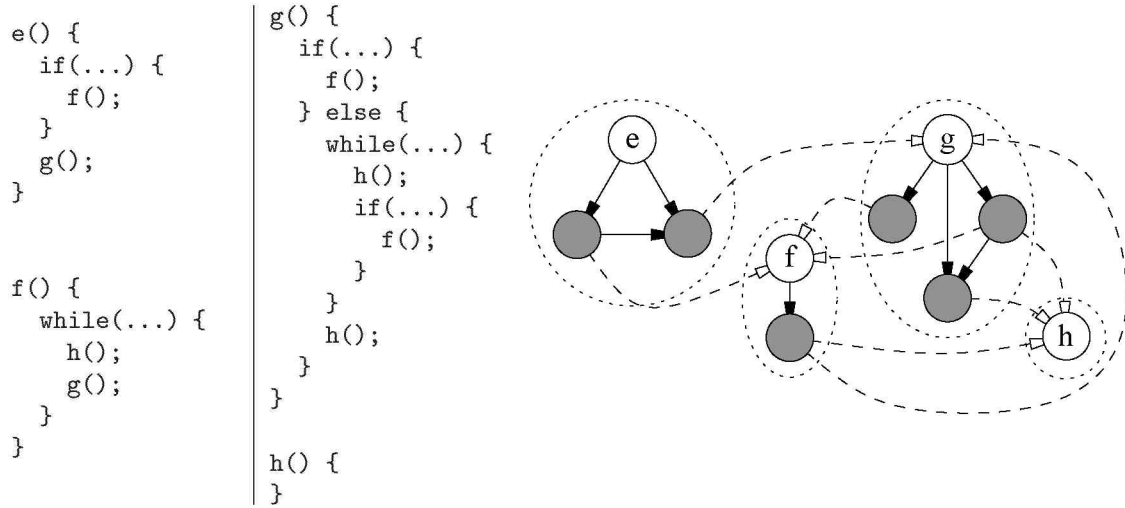 e() {
  if(...) {
    f();
  }
  g();
}
f() {
  while(...) {
    h();
    g();
  }
}
g() {
  if(...) {
    f();
  } else {
    while(...) {
      h();
      if(...) {
        f();
      }
    }
    h();
  }
}
h() {
}
e
g
f
h